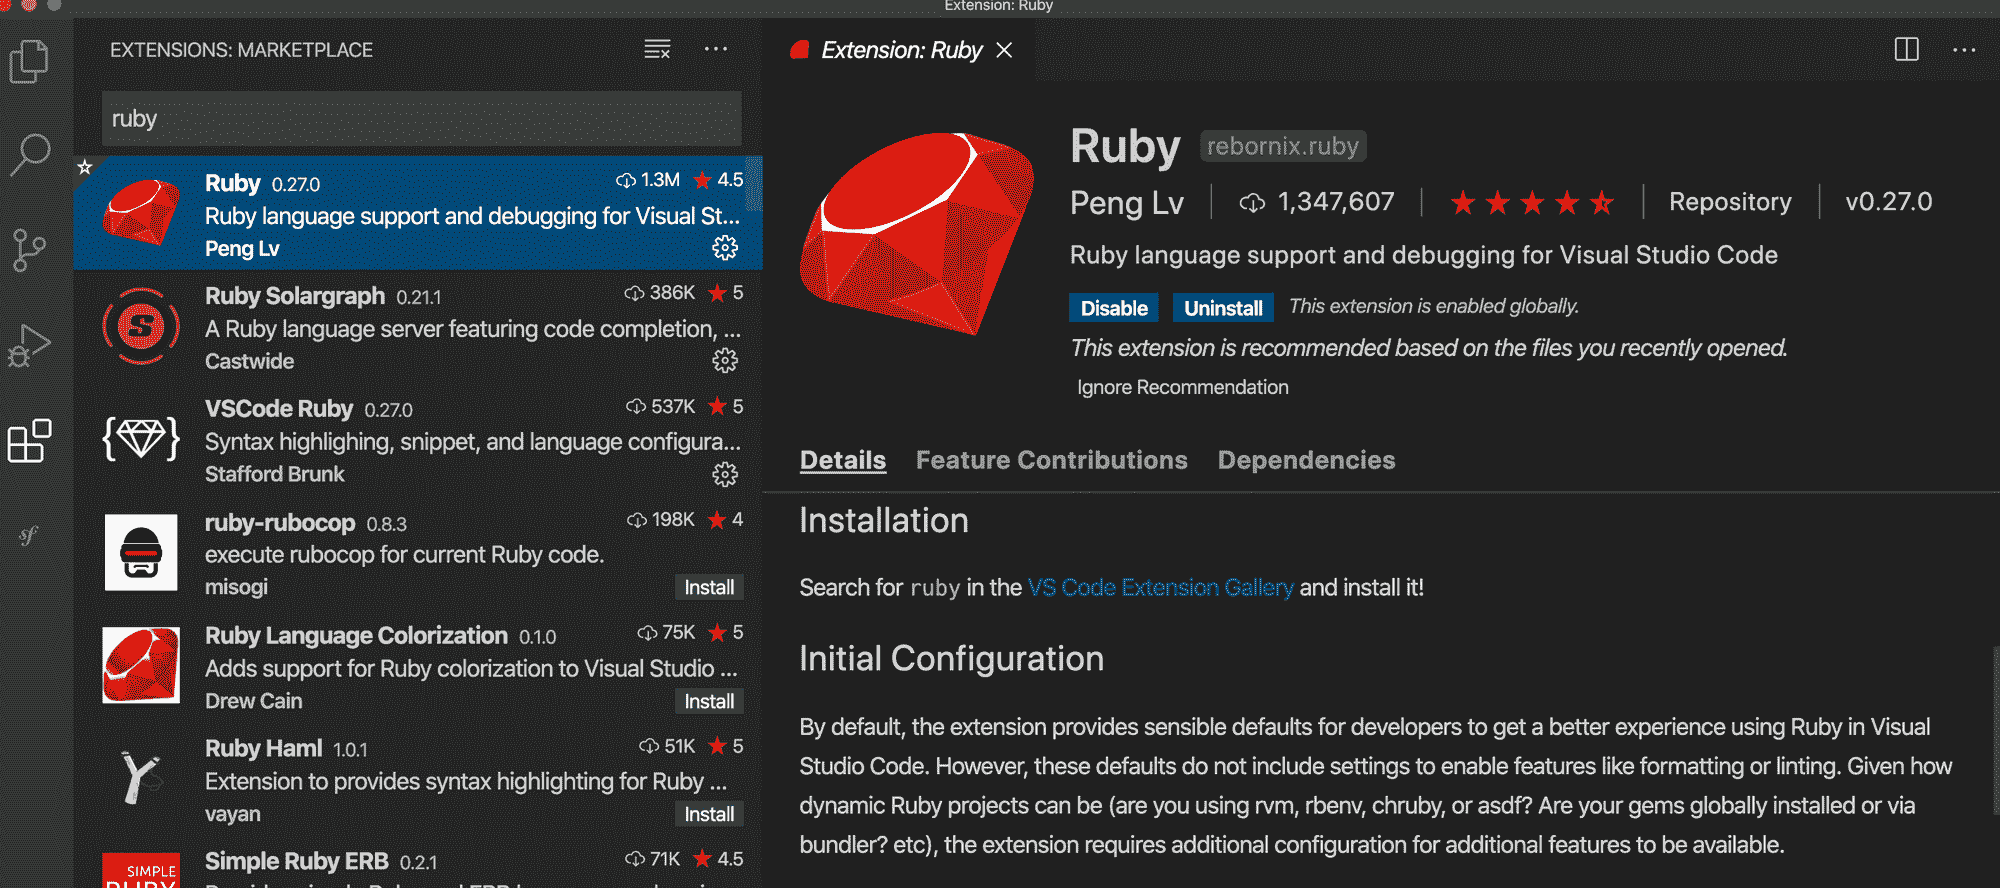 Extension: Ruby
EXTENSIONS: MARKETPLACE
ruby
Ruby 0.27.0 1.3M 4.5
Ruby language support and debugging for Visual St...
Peng Lv
Ruby Solargraph 0.21.1 386K 5
A Ruby language server featuring code completion, ...
Castwide
VSCode Ruby 0.27.0 537K 5
Syntax highlighing, snippet, and language configura...
Stafford Brunk
ruby-rubocop 0.8.3 198K 4
execute rubocop for current Ruby code.
misogi Install
Ruby Language Colorization 0.1.0 75K 5
Adds support for Ruby colorization to Visual Studio ...
Drew Cain Install
Ruby Haml 1.0.1 51K 5
Extension to provides syntax highlighting for Ruby ...
vayan Install
SIMPLE
RUBY
Simple Ruby ERB 0.2.1 71K 4.5
Extension: Ruby
Ruby rebornix.ruby
Peng Lv 1,347,607 Repository v0.27.0
Ruby language support and debugging for Visual Studio Code
Disable Uninstall This extension is enabled globally.
This extension is recommended based on the files you recently opened.
Ignore Recommendation
Details Feature Contributions Dependencies
Installation
Search for ruby in the VS Code Extension Gallery and install it!
Initial Configuration
By default, the extension provides sensible defaults for developers to get a better experience using Ruby in Visual
Studio Code. However, these defaults do not include settings to enable features like formatting or linting. Given how
dynamic Ruby projects can be (are you using rvm, rbenv, chruby, or asdf? Are your gems globally installed or via
bundler? etc), the extension requires additional configuration for additional features to be available.